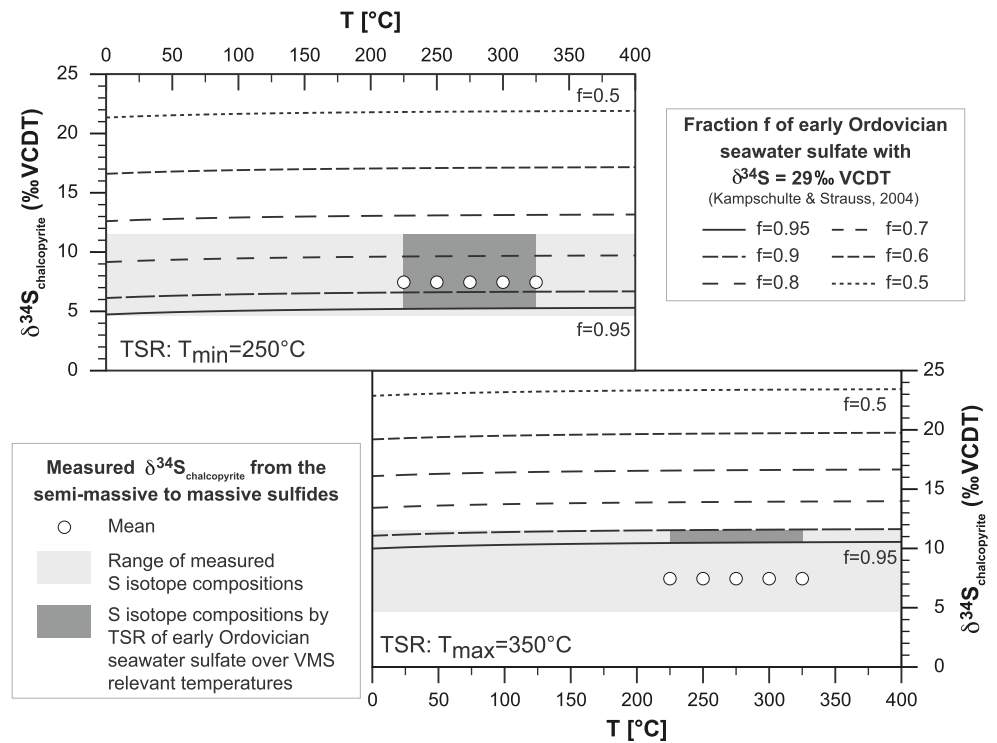 T [°C]
0 50 100 150 200 250 300 350 400
25
20
15
10
5
0
δ34Schalcopyrite (‰ VCDT)
f=0.5
f=0.95
TSR: Tmin=250°C
Fraction f of early Ordovician
seawater sulfate with
δ34S = 29‰ VCDT
(Kampschulte & Strauss, 2004)
f=0.95 f=0.7
f=0.9 f=0.6
f=0.8 f=0.5
Measured δ34Schalcopyrite from the
semi-massive to massive sulfides
Mean
Range of measured
S isotope compositions
S isotope compositions by
TSR of early Ordovician
seawater sulfate over VMS
relevant temperatures
f=0.5
f=0.95
TSR: Tmax=350°C
25
20
15
10
5
0
δ34Schalcopyrite (‰ VCDT)
0 50 100 150 200 250 300 350 400
T [°C]